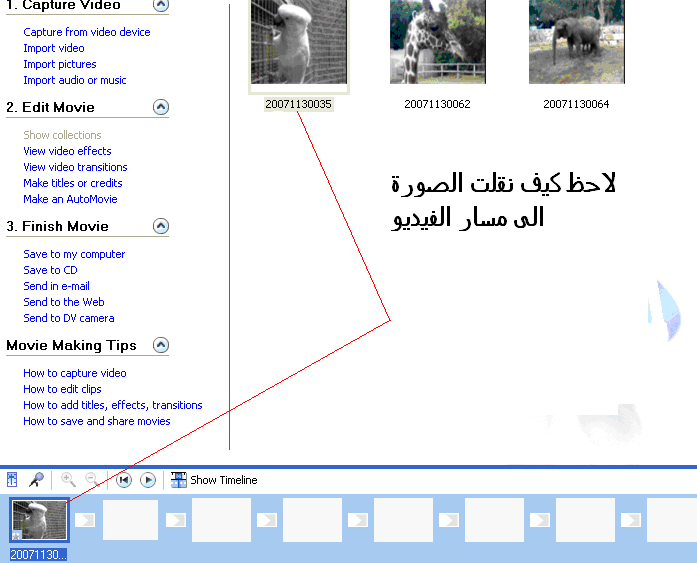 1. Capture Video
Capture from video device
Import video
Import pictures
Import audio or music
2. Edit Movie
Show collections
View video effects
View video transitions
Make titles or credits
Make an AutoMovie
3. Finish Movie
Save to my computer
Save to CD
Send in e-mail
Send to the Web
Send to DV camera
Movie Making Tips
How to capture video
How to edit clips
How to add titles, effects, transitions
How to save and share movies
20071130035
20071130062
20071130064
لاحظ كيف نقلت الصورة
الى مسار الفيديو
Show Timeline
20071130...